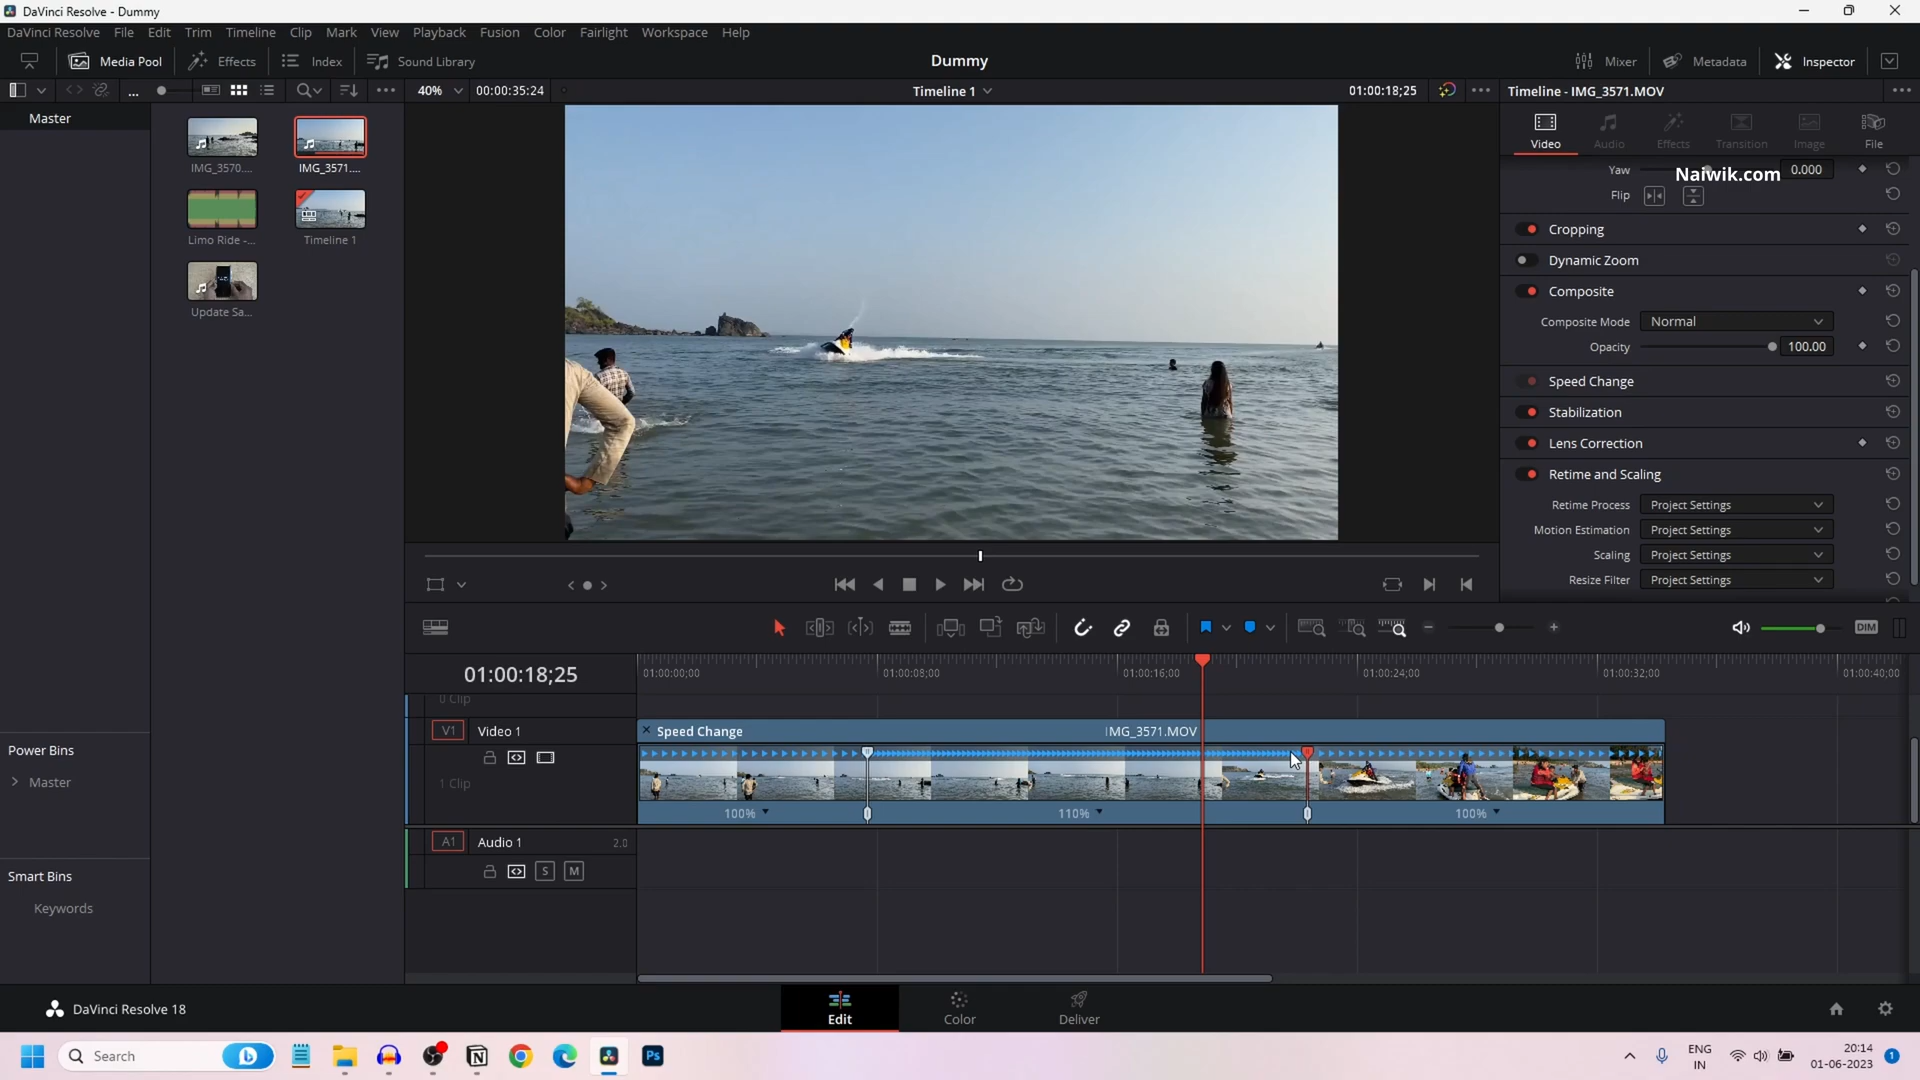 DaVinci Resolve - Dummy
DaVinci Resolve File Edit Trim Timeline Clip Mark View Playback Fusion Color Fairlight Workspace Help
Media Pool Effects Index Sound Library Dummy Mixer Metadata Inspector
... 40% 00:00:35:24 Timeline 1 01:00:18;25 Timeline - IMG_3571.MOV
Master
IMG_3570.... IMG_3571....
Limo Ride -... Timeline 1
Update Sa...
Video Audio Effects Transition Image File
Yaw 0.000
Naiwik.com
Flip
Cropping
Dynamic Zoom
Composite
Composite Mode Normal
Opacity 100.00
Speed Change
Stabilization
Lens Correction
Retime and Scaling
Retime Process Project Settings
Motion Estimation Project Settings
Scaling Project Settings
Resize Filter Project Settings
DIM
01:00:18;25 01:00:00;00 01:00:08;00 01:00:16;00 01:00:24;00 01:00:32;00 01:00:40;00
0 Clip
V1 Video 1 Speed Change IMG_3571.MOV
1 Clip
100% 110% 100%
A1 Audio 1 2.0
S M
Power Bins
Master
Smart Bins
Keywords
DaVinci Resolve 18 Edit Color Deliver
Search Ps ENG IN 20:14 01-06-2023 1